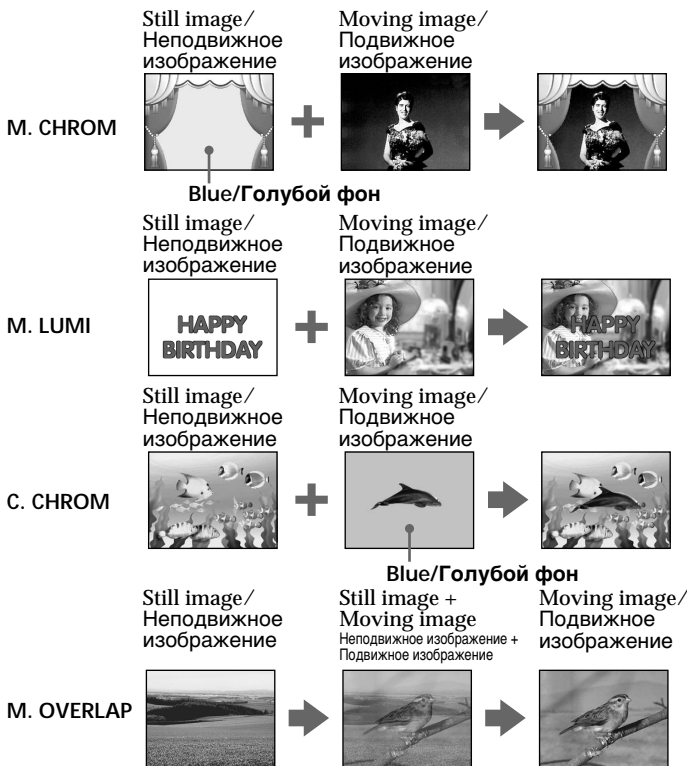 Still image/
Неподвижное
изображение
Moving image/
Подвижное
изображение
M. CHROM
Blue/Голубой фон
Still image/
Неподвижное
изображение
Moving image/
Подвижное
изображение
M. LUMI
HAPPY
BIRTHDAY
HAPPY
BIRTHDAY
Still image/
Неподвижное
изображение
Moving image/
Подвижное
изображение
C. CHROM
Blue/Голубой фон
Still image/
Неподвижное
изображение
Still image +
Moving image
Неподвижное изображение +
Подвижное изображение
Moving image/
Подвижное
изображение
M. OVERLAP